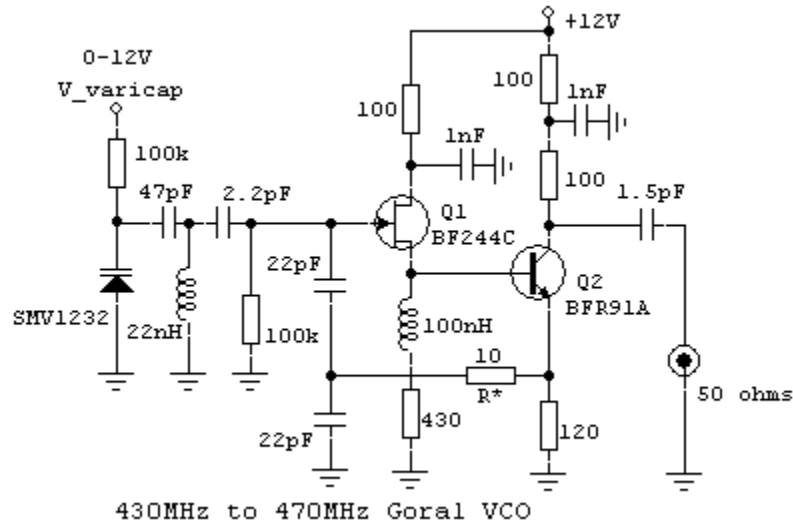 +12V
0-12V
V_varicap
100
100
1nF
1nF
100k
100
47pF
2.2pF
1.5pF
Q1
BF244C
22pF
Q2
BFR91A
SMV1232
22nH
100k
100nH
10
R*
50 ohms
22pF
430
120
430MHz to 470MHz Goral VCO